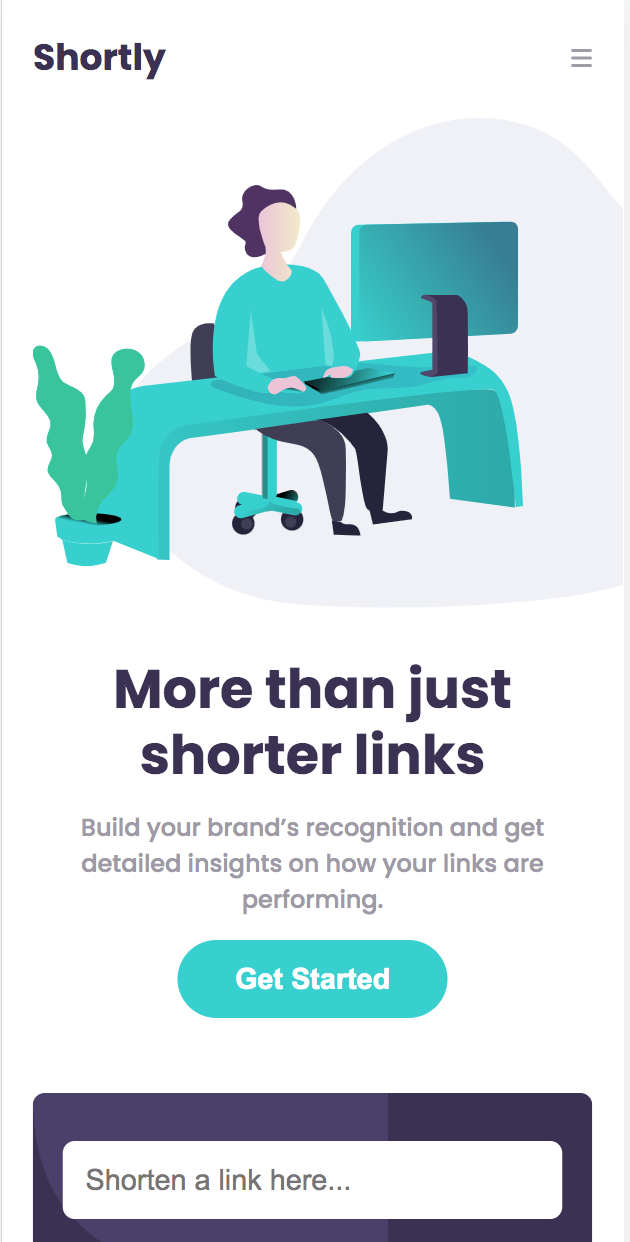 Shortly
More than just
shorter links
Build your brand’s recognition and get
detailed insights on how your links are
performing.
Get Started
Shorten a link here...